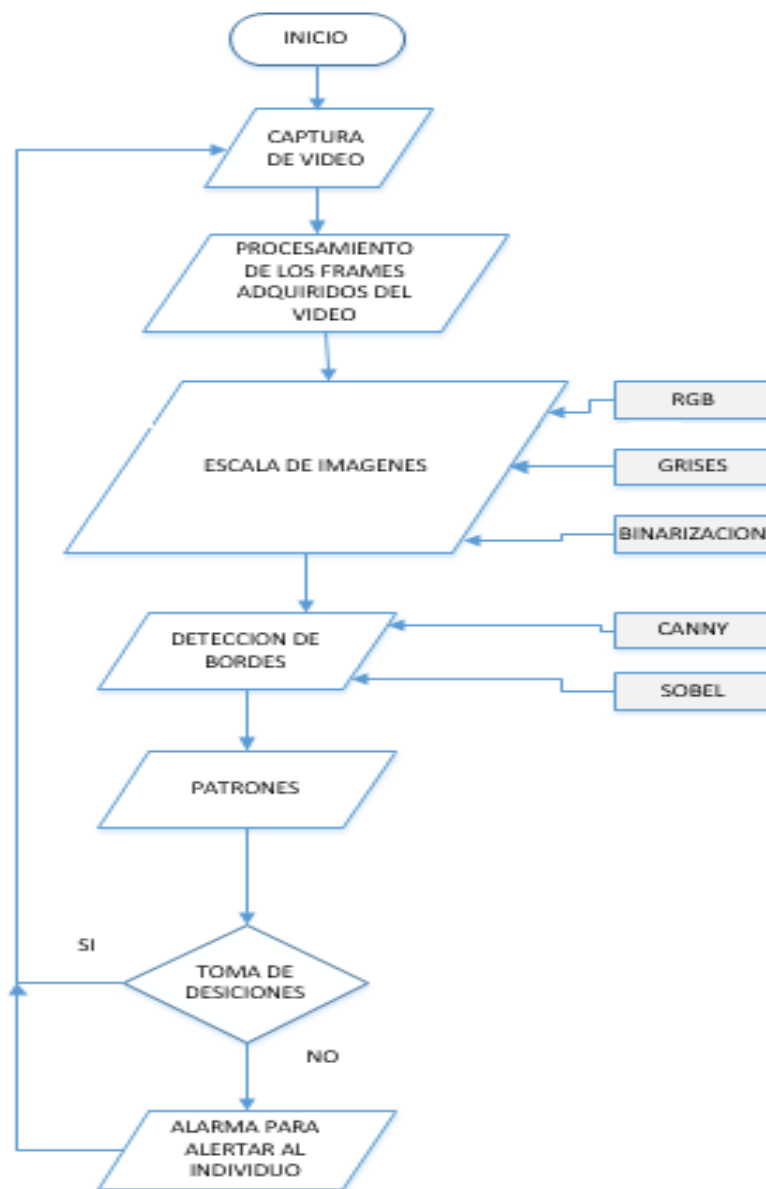 INICIO
CAPTURA
DE VIDEO
PROCESAMIENTO
DE LOS FRAMES
ADQUIRIDOS DEL
VIDEO
ESCALA DE IMAGENES
RGB
GRISES
BINARIZACION
DETECCION DE
BORDES
CANNY
SOBEL
PATRONES
SI
TOMA DE
DESICIONES
NO
ALARMA PARA
ALERTAR AL
INDIVIDUO